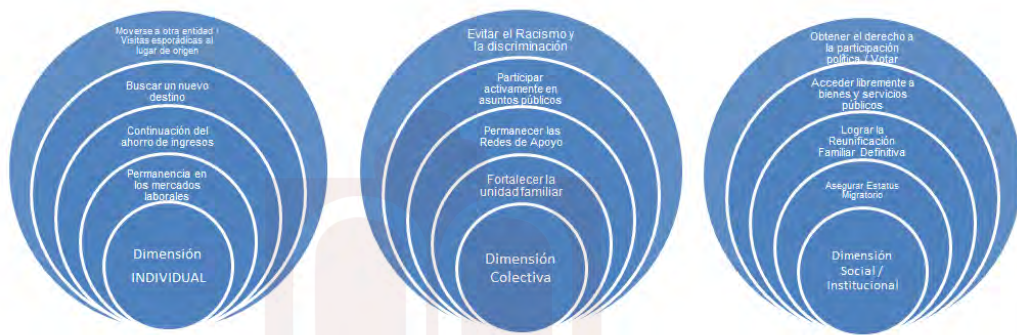 Moverse a otra entidad /
Visitas esporádicas al
lugar de origen
Buscar un nuevo
destino
Continuación del
ahorro de ingresos
Permanencia en
los mercados
laborales
Dimensión
INDIVIDUAL
Evitar el Racismo y
la discriminación
Participar
activamente en
asuntos públicos
Permanecer las
Redes de Apoyo
Fortalecer la
unidad familiar
Dimensión
Colectiva
Obtener el derecho a
la participación
política / Votar
Acceder libremente a
bienes y servicios
públicos
Lograr la
Reunificación
Familiar Definitiva
Asegurar Estatus
Migratorio
Dimensión
Social /
Institucional